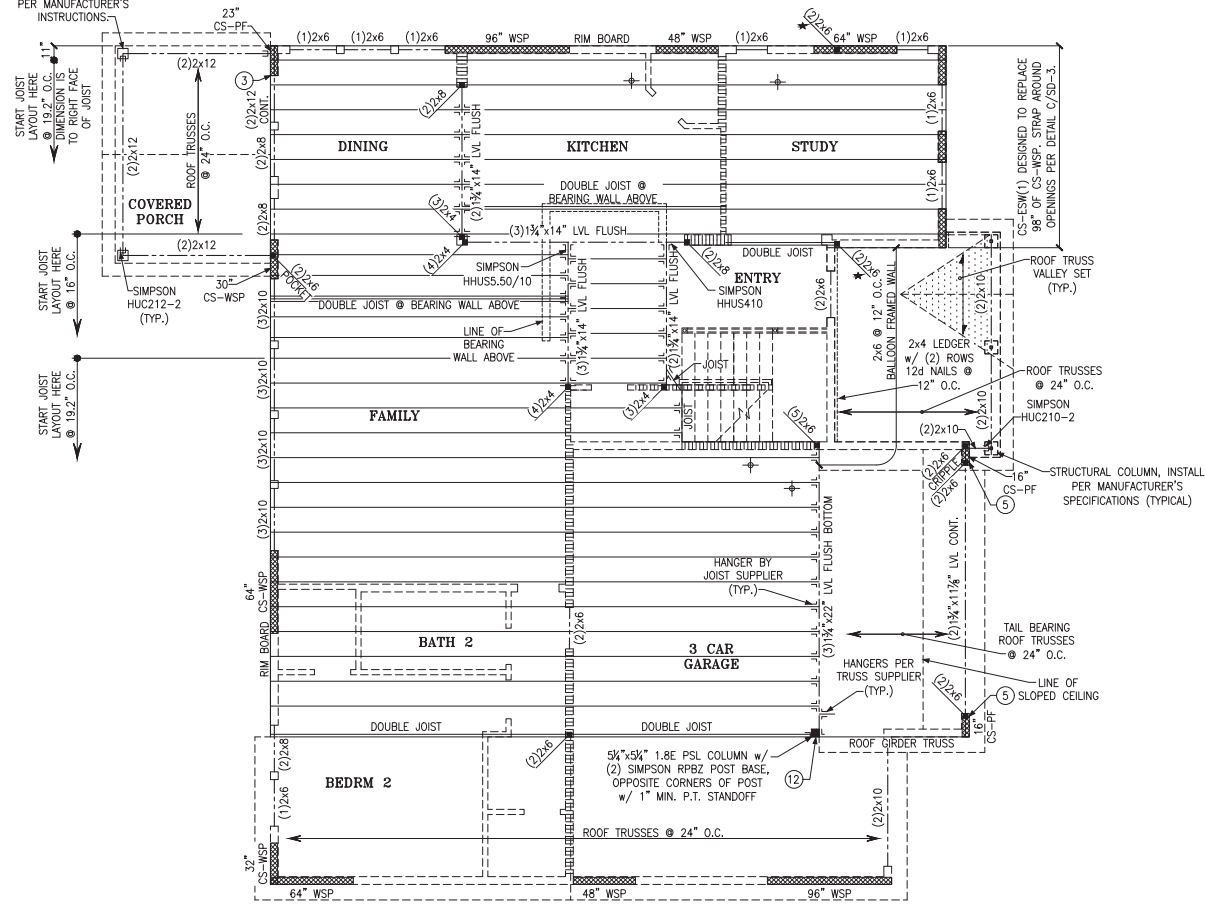 PER MANUFACTURER'S
INSTRUCTIONS.
23"
CS-PF
(1)2x6
(1)2x6
(1)2x6
96" WSP
RIM BOARD
48" WSP
(1)2x6
(2)2x6
64" WSP
(1)2x6
11"
START JOIST
LAYOUT HERE
@ 19.2" O.C.
DIMENSION IS
TO RIGHT FACE
OF JOIST
(2)2x12
3
(2)2x12
CONT.
ROOF TRUSSES
@ 24" O.C.
(2)2x12
(2)2x8
(2)2x8
COVERED
PORCH
(2)2x12
DINING
(2)2x8
(2)1¾"x14" LVL FLUSH
KITCHEN
STUDY
(1)2x6
(1)2x6
CS-ESW(1) DESIGNED TO REPLACE
98" OF CS-WSP. STRAP AROUND
OPENINGS PER DETAIL C/SD-3.
DOUBLE JOIST @
BEARING WALL ABOVE
(3)2x4
(3)1¾"x14" LVL FLUSH
(4)2x4
SIMPSON
HHUS5.50/10
(2)2x8
DOUBLE JOIST
ENTRY
SIMPSON
HHUS410
(2)2x6
(2)2x6
START JOIST
LAYOUT HERE
@ 16" O.C.
SIMPSON
HUC212-2
(TYP.)
30"
CS-WSP
(2)2x6
POCKET
DOUBLE JOIST @ BEARING WALL ABOVE
(3)2x10
LINE OF
BEARING
WALL ABOVE
(3)1¾"x14" LVL FLUSH
(2)1¾"x14" LVL FLUSH
2x6 @ 12" O.C.
BALLOON FRAMED WALL
(2)2x10
ROOF TRUSS
VALLEY SET
(TYP.)
2x4 LEDGER
w/ (2) ROWS
12d NAILS @
12" O.C.
ROOF TRUSSES
@ 24" O.C.
(2)2x10
SIMPSON
HUC210-2
START JOIST
LAYOUT HERE
@ 19.2" O.C.
(3)2x10
FAMILY
(4)2x4
(3)2x4
JOIST
JOIST
(5)2x6
(2)2x10
(2)2x6
CRIPPLE
(2)2x6
16"
CS-PF
5
STRUCTURAL COLUMN, INSTALL
PER MANUFACTURER'S
SPECIFICATIONS (TYPICAL)
(3)2x10
(3)2x10
64"
CS-WSP
RIM BOARD
HANGER BY
JOIST SUPPLIER
(TYP.)
(3)1¾"x22" LVL FLUSH BOTTOM
(2)1¾"x11⅞" LVL CONT.
(2)2x6
BATH 2
3 CAR
GARAGE
TAIL BEARING
ROOF TRUSSES
@ 24" O.C.
HANGERS PER
TRUSS SUPPLIER
(TYP.)
LINE OF
SLOPED CEILING
(2)2x6
5
16"
CS-PF
DOUBLE JOIST
DOUBLE JOIST
ROOF GIRDER TRUSS
(2)2x8
(2)2x6
5¼"x5¼" 1.8E PSL COLUMN w/
(2) SIMPSON RPBZ POST BASE,
OPPOSITE CORNERS OF POST
w/ 1" MIN. P.T. STANDOFF
12
BEDRM 2
(1)2x6
(2)2x10
ROOF TRUSSES @ 24" O.C.
32"
CS-WSP
64" WSP
48" WSP
96" WSP